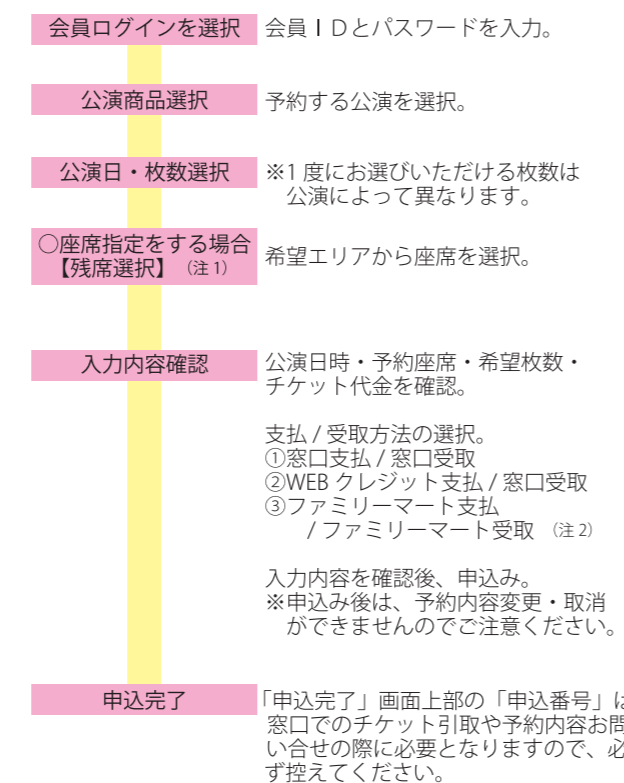 会員ログインを選択 会員ＩＤとパスワードを入力。
公演商品選択 予約する公演を選択。
公演日・枚数選択 ※1 度にお選びいただける枚数は
公演によって異なります。
○座席指定をする場合
【残席選択】（注 1） 希望エリアから座席を選択。
入力内容確認 公演日時・予約座席・希望枚数・
チケット代金を確認。
支払 / 受取方法の選択。
①窓口支払 / 窓口受取
②WEB クレジット支払 / 窓口受取
③ファミリーマート支払
/ ファミリーマート受取 （注 2）
入力内容を確認後、申込み。
※申込み後は、予約内容変更・取消
ができませんのでご注意ください。
申込完了 「申込完了」画面上部の「申込番号」は
窓口でのチケット引取や予約内容お問
い合せの際に必要となりますので、必
ず控えてください。